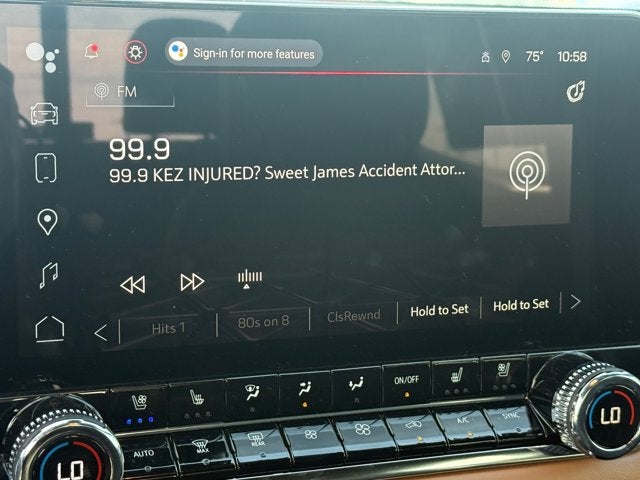 Sign-in for more features
75° 10:58
FM
99.9
99.9 KEZ INJURED? Sweet James Accident Attor...
Hits 1 80s on 8 ClsRewnd Hold to Set Hold to Set
ON/OFF
LO AUTO MAX REAR A/C SYNC LO